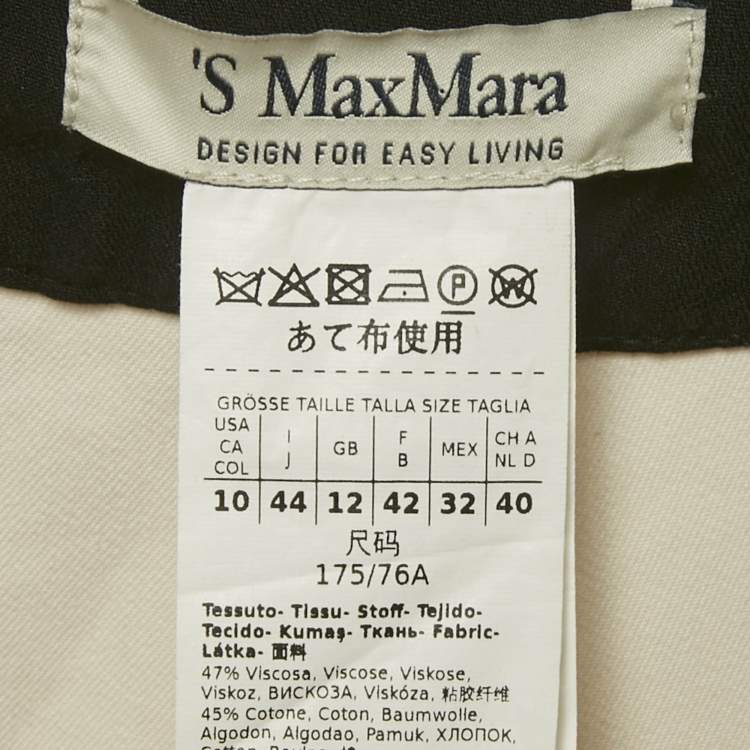 'S MaxMara
DESIGN FOR EASY LIVING
P W
あて布使用
GRÖSSE TAILLE TALLA SIZE TAGLIA
USA CA COL | I J | GB | F B | MEX | CH A NL D
10 | 44 | 12 | 42 | 32 | 40
尺码
175/76A
Tessuto- Tissu- Stoff- Tejido-
Tecido- Kumaş- Ткань- Fabric-
Látka- 面料
47% Viscosa, Viscose, Viskose,
Viskoz, ВИСКОЗА, Viskóza, 粘胶纤维
45% Cotone, Coton, Baumwolle,
Algodon, Algodao, Pamuk, ХЛОПОК,